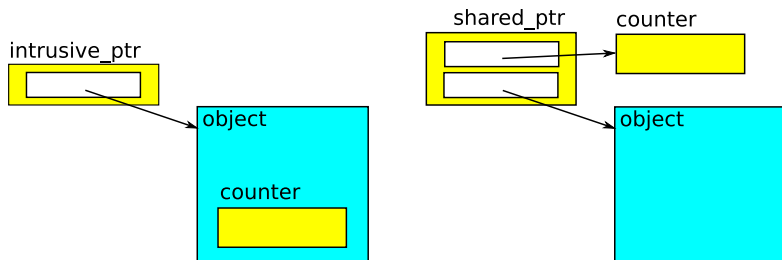 intrusive_ptr
object
counter
shared_ptr
counter
object